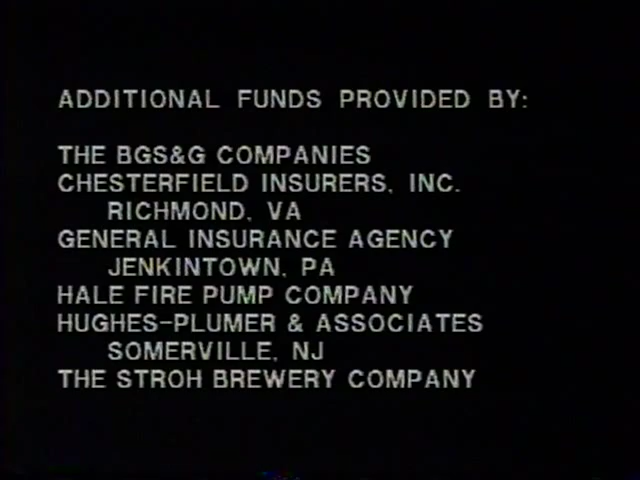 ADDITIONAL FUNDS PROVIDED BY:
THE BGS&G COMPANIES
CHESTERFIELD INSURERS, INC.
RICHMOND, VA
GENERAL INSURANCE AGENCY
JENKINTOWN, PA
HALE FIRE PUMP COMPANY
HUGHES-PLUMER & ASSOCIATES
SOMERVILLE, NJ
THE STROH BREWERY COMPANY